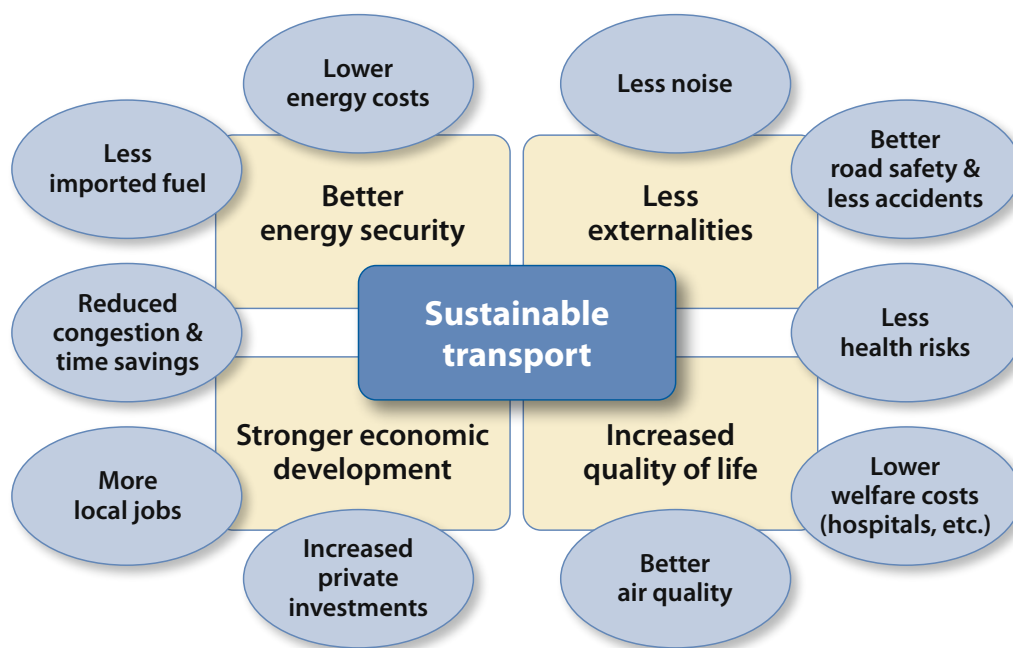 Lower
energy costs
Less noise
Less
imported fuel
Better
road safety &
less accidents
Better
energy security
Less
externalities
Reduced
congestion &
time savings
Sustainable
transport
Less
health risks
Stronger economic
development
Increased
quality of life
More
local jobs
Lower
welfare costs
(hospitals, etc.)
Increased
private
investments
Better
air quality